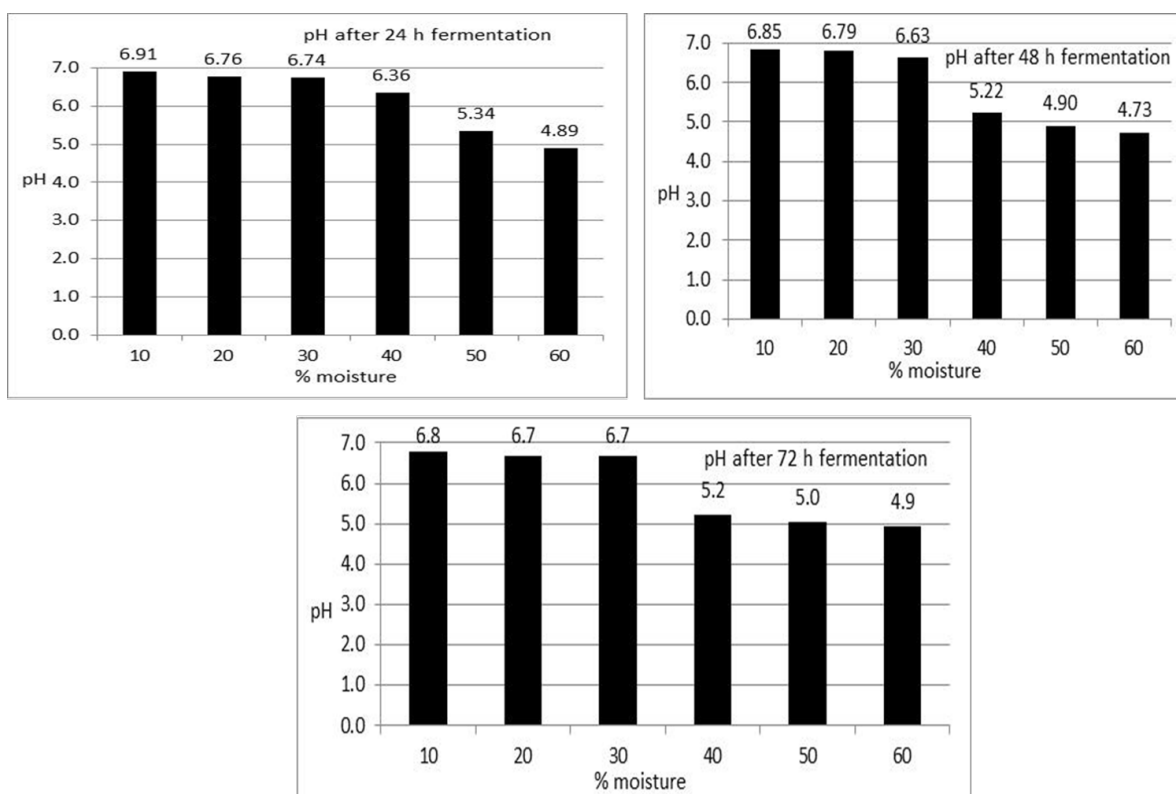 pH after 24 h fermentation
6.91 6.76 6.74 6.36 5.34 4.89
7.0
6.0
5.0
pH
4.0
3.0
2.0
1.0
0.0
10 20 30 40 50 60
% moisture
6.85 6.79 6.63
pH after 48 h fermentation
5.22 4.90 4.73
7.0
6.0
5.0
4.0
pH
3.0
2.0
1.0
0.0
10 20 30 40 50 60
% moisture
6.8 6.7 6.7
pH after 72 h fermentation
5.2 5.0 4.9
7.0
6.0
5.0
4.0
3.0
pH
2.0
1.0
0.0
10 20 30 40 50 60
% moisture